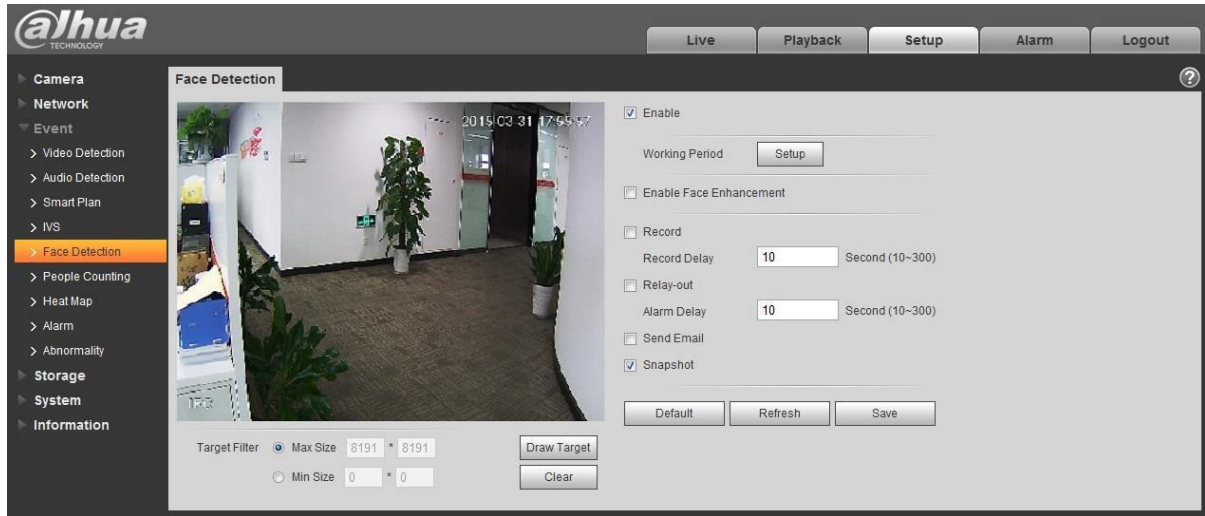 alhua
TECHNOLOGY
Live
Playback
Setup
Alarm
Logout
Camera
Network
Event
> Video Detection
> Audio Detection
> Smart Plan
> IVS
> Face Detection
> People Counting
> Heat Map
> Alarm
> Abnormality
Storage
System
Information
Face Detection
2015-03-31 17:55:57
IPC
Target Filter Max Size 8191 * 8191 Draw Target
Min Size 0 * 0 Clear
Enable
Working Period Setup
Enable Face Enhancement
Record
Record Delay 10 Second (10~300)
Relay-out
Alarm Delay 10 Second (10~300)
Send Email
Snapshot
Default Refresh Save